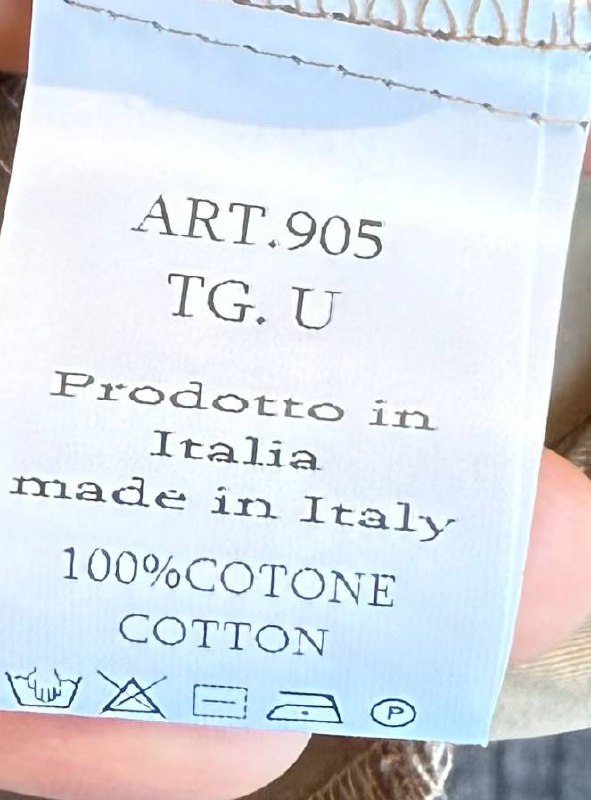 ART.905
TG. U
Prodotto in
Italia
made in Italy
100%COTONE
COTTON
P